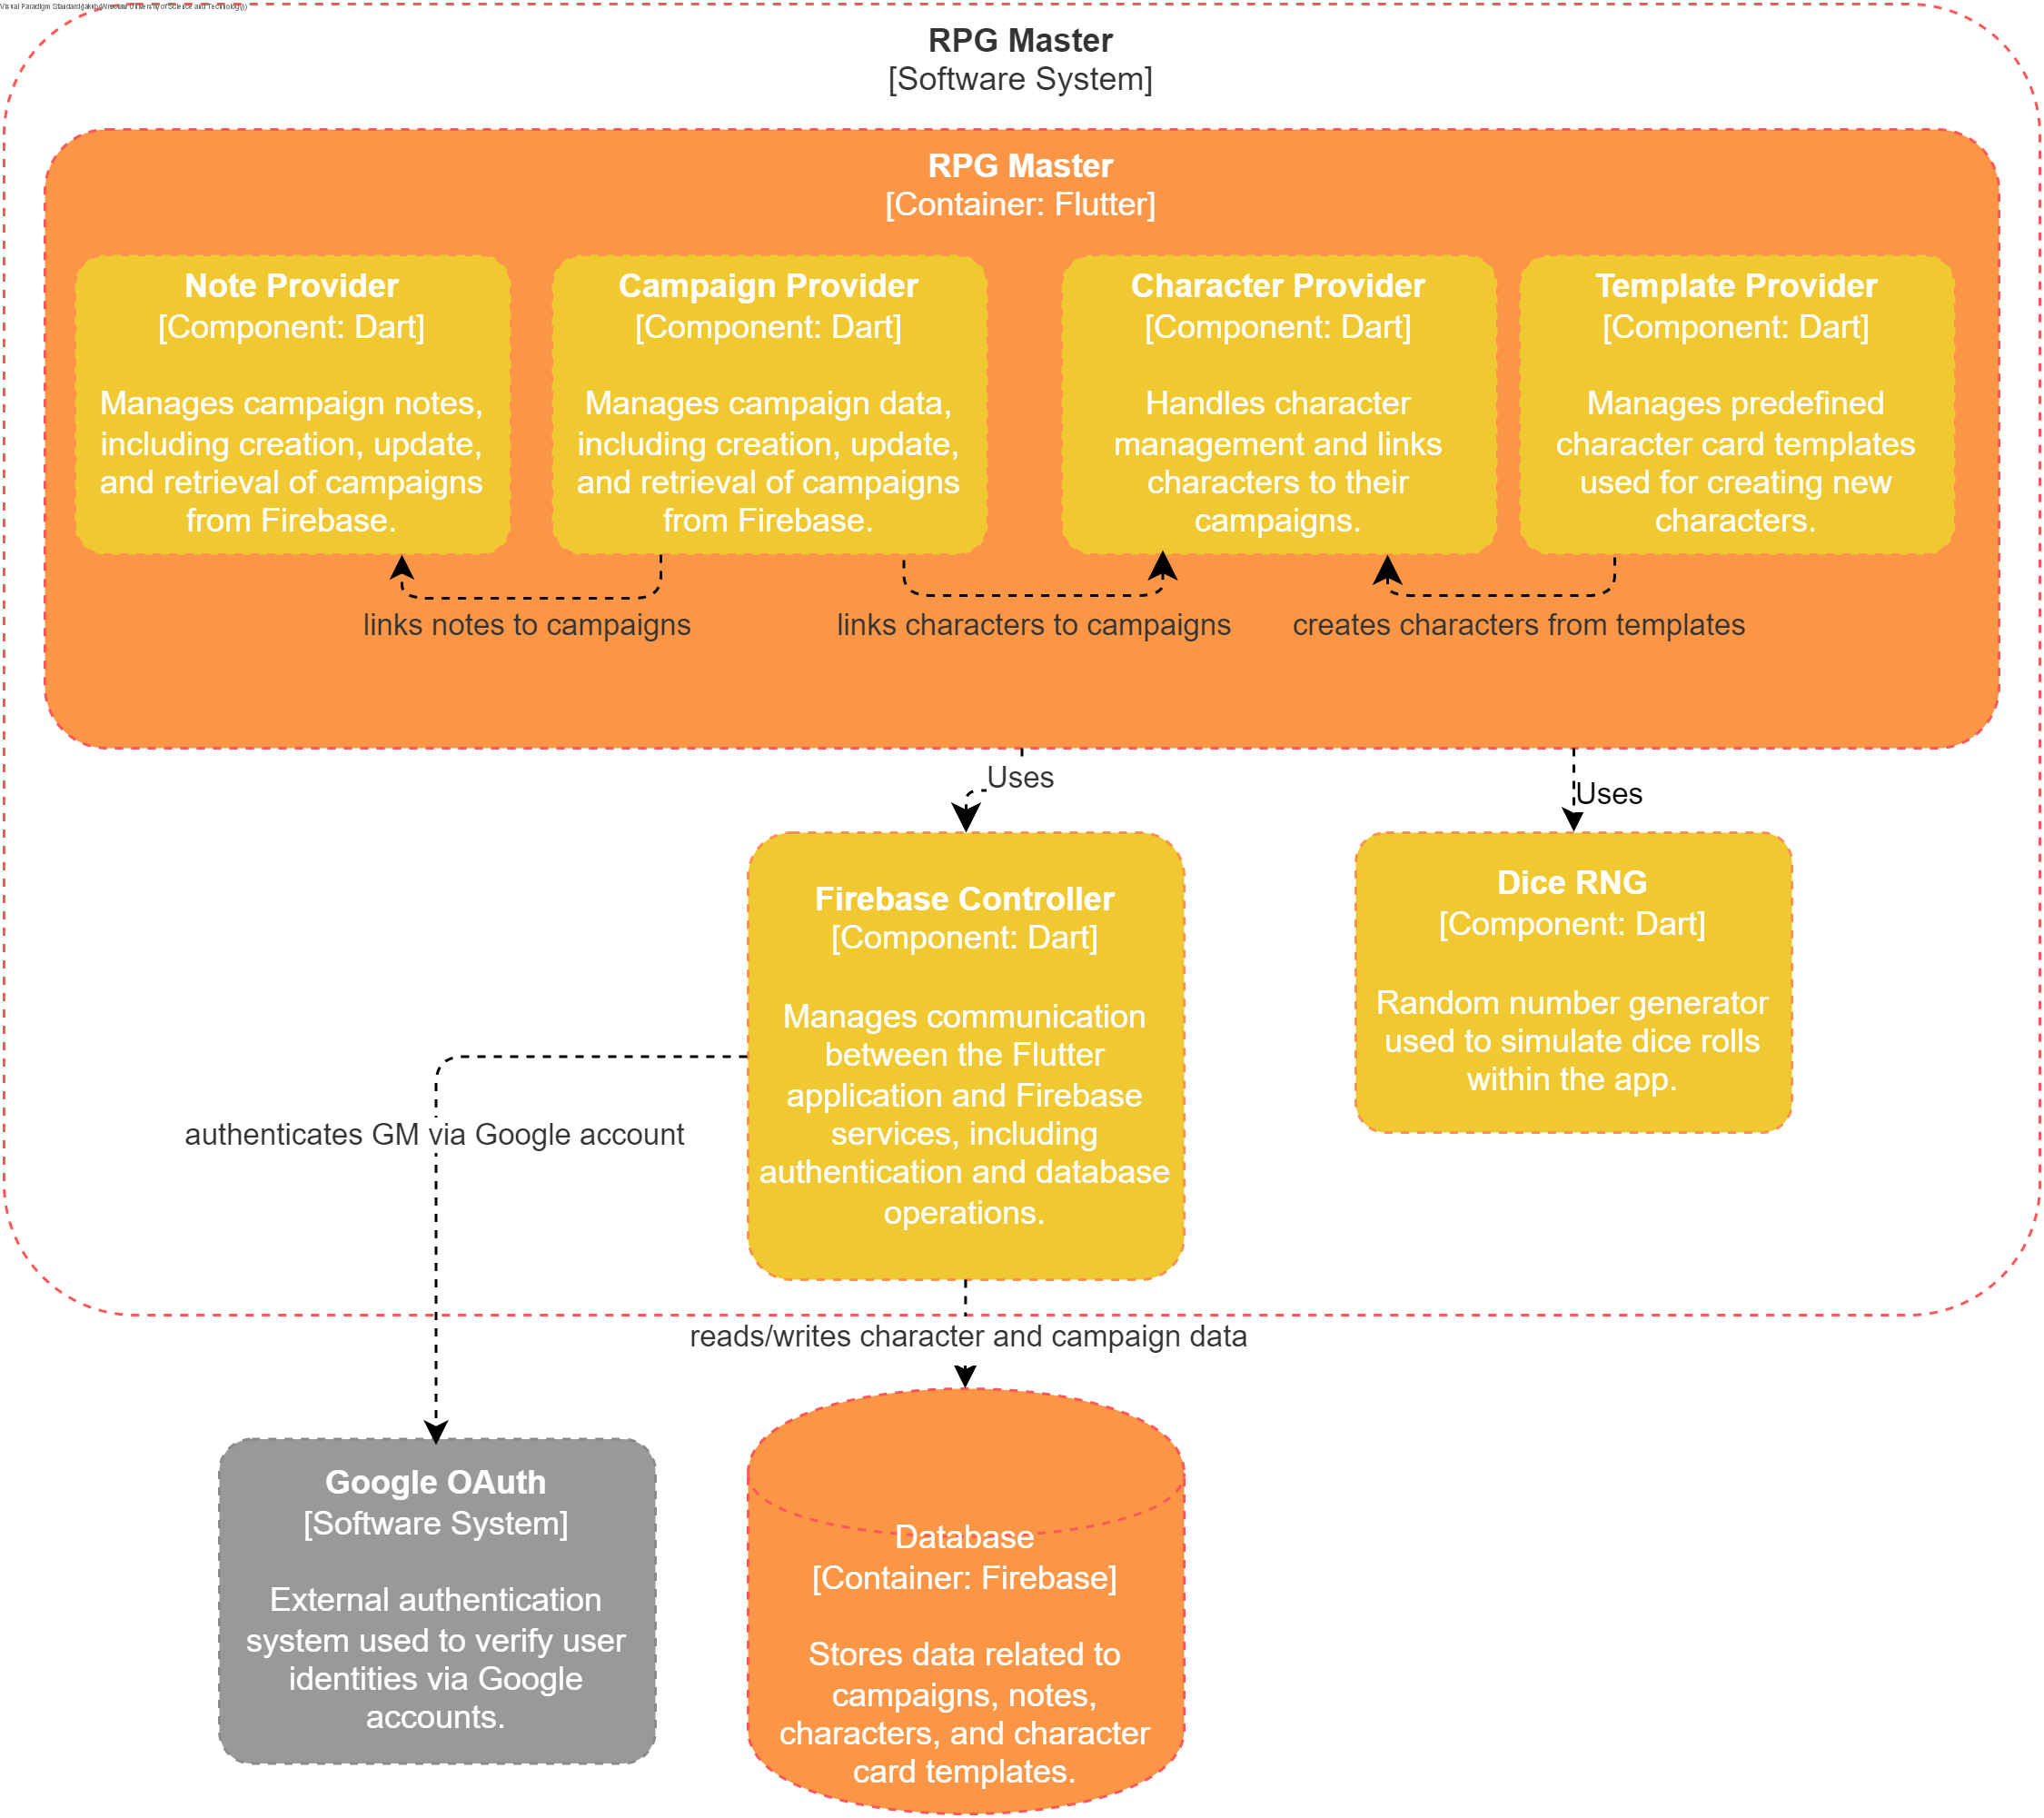 Visual Paradigm Standard(jakub(Wroclaw University of Science and Technology))
RPG Master
[Software System]
RPG Master
[Container: Flutter]
Note Provider
[Component: Dart]
Manages campaign notes,
including creation, update,
and retrieval of campaigns
from Firebase.
Campaign Provider
[Component: Dart]
Manages campaign data,
including creation, update,
and retrieval of campaigns
from Firebase.
Character Provider
[Component: Dart]
Handles character
management and links
characters to their
campaigns.
Template Provider
[Component: Dart]
Manages predefined
character card templates
used for creating new
characters.
links notes to campaigns
links characters to campaigns
creates characters from templates
Uses
Uses
Firebase Controller
[Component: Dart]
Manages communication
between the Flutter
application and Firebase
services, including
authentication and database
operations.
Dice RNG
[Component: Dart]
Random number generator
used to simulate dice rolls
within the app.
authenticates GM via Google account
reads/writes character and campaign data
Google OAuth
[Software System]
External authentication
system used to verify user
identities via Google
accounts.
Database
[Container: Firebase]
Stores data related to
campaigns, notes,
characters, and character
card templates.